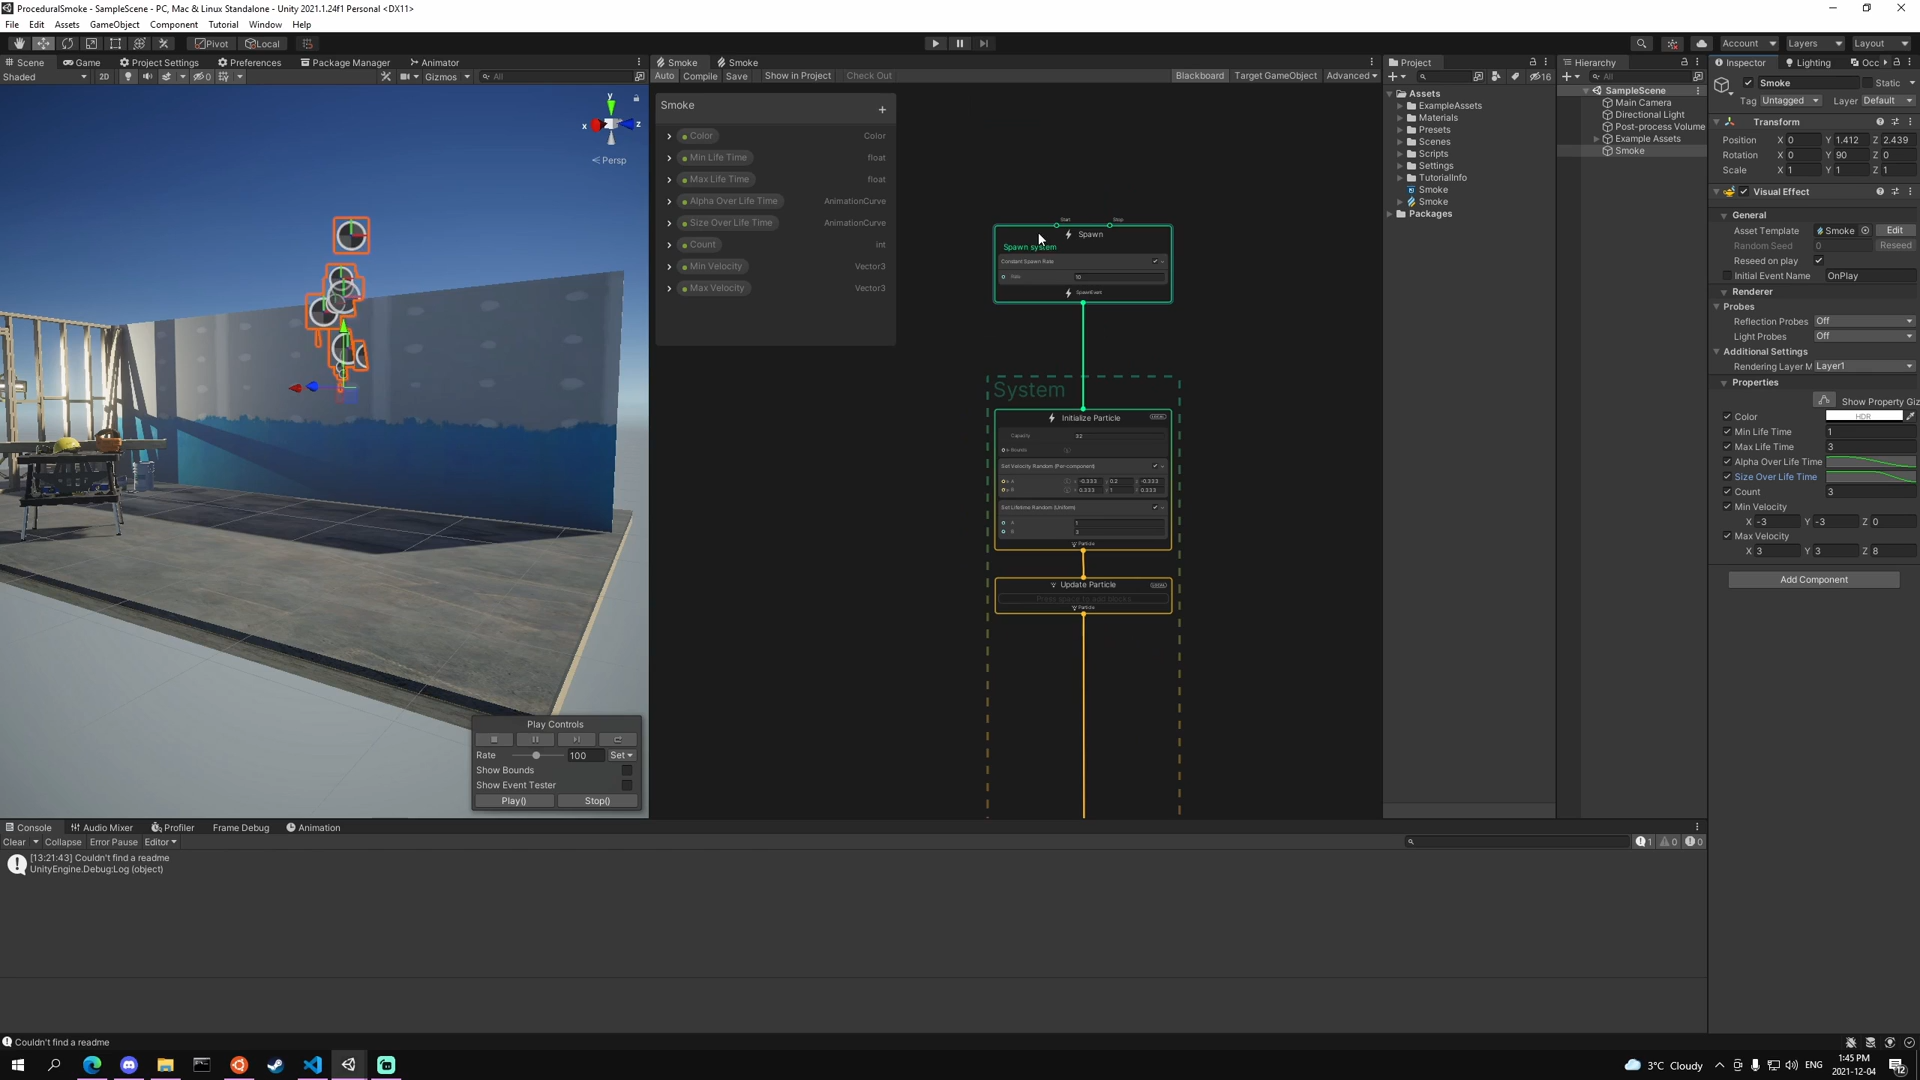 ProceduralSmoke - SampleScene - PC, Mac & Linux Standalone - Unity 2021.1.24f1 Personal <DX11>
File Edit Assets GameObject Component Tutorial Window Help
Pivot Local
Account Layers Layout
Scene Game Project Settings Preferences Package Manager Animator
Shaded 2D 0 Gizmos All
y
x z
Persp
Play Controls
Rate 100 Set
Show Bounds
Show Event Tester
Play() Stop()
Smoke Smoke
Auto Compile Save Show in Project Check Out Blackboard Target GameObject Advanced
Smoke +
Color Color
Min Life Time float
Max Life Time float
Alpha Over Life Time AnimationCurve
Size Over Life Time AnimationCurve
Count int
Min Velocity Vector3
Max Velocity Vector3
Start Stop
Spawn
Spawn system
Constant Spawn Rate
Rate 10
SpawnEvent
System
Initialize Particle
Capacity 32
Bounds
Set Velocity Random (Per-component)
A x -0.333 y 0.2 z -0.333
B x 0.333 y 1 z 0.333
Set Lifetime Random (Uniform)
A 1
B 3
Particle
Update Particle
Press space to add blocks
Particle
Project
16
Assets
ExampleAssets
Materials
Presets
Scenes
Scripts
Settings
TutorialInfo
Smoke
Smoke
Packages
Hierarchy
All
SampleScene
Main Camera
Directional Light
Post-process Volume
Example Assets
Smoke
Inspector Lighting Occ
Smoke Static
Tag Untagged Layer Default
Transform
Position X 0 Y 1.412 Z 2.439
Rotation X 0 Y 90 Z 0
Scale X 1 Y 1 Z 1
Visual Effect
General
Asset Template Smoke Edit
Random Seed 0 Reseed
Reseed on play
Initial Event Name OnPlay
Renderer
Probes
Reflection Probes Off
Light Probes Off
Additional Settings
Rendering Layer M Layer1
Properties
Show Property Giz
Color HDR
Min Life Time 1
Max Life Time 3
Alpha Over Life Time
Size Over Life Time
Count 3
Min Velocity
X -3 Y -3 Z 0
Max Velocity
X 3 Y 3 Z 8
Add Component
Console Audio Mixer Profiler Frame Debug Animation
Clear Collapse Error Pause Editor 1 0 0
[13:21:43] Couldn't find a readme
UnityEngine.Debug:Log (object)
Couldn't find a readme
3°C Cloudy ENG 1:45 PM
2021-12-04 12